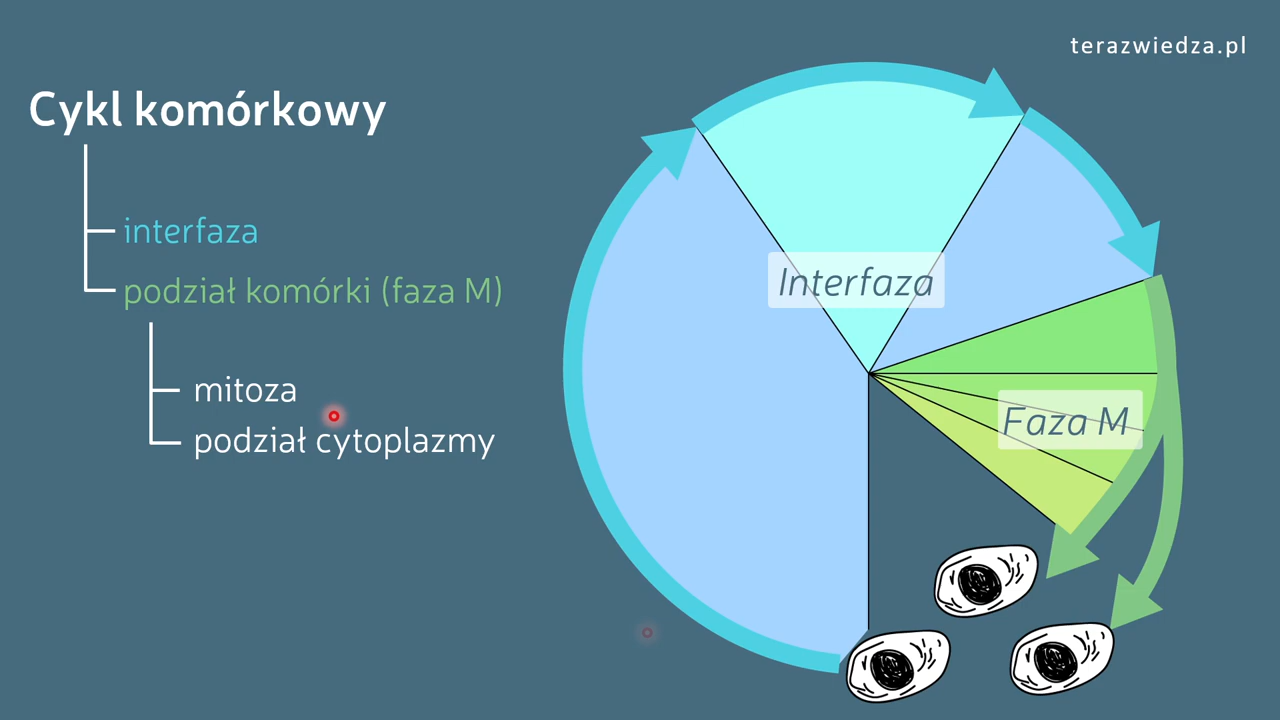 terazwiedza.pl
Cykl komórkowy
interfaza
podział komórki (faza M)
mitoza
podział cytoplazmy
Interfaza
Faza M